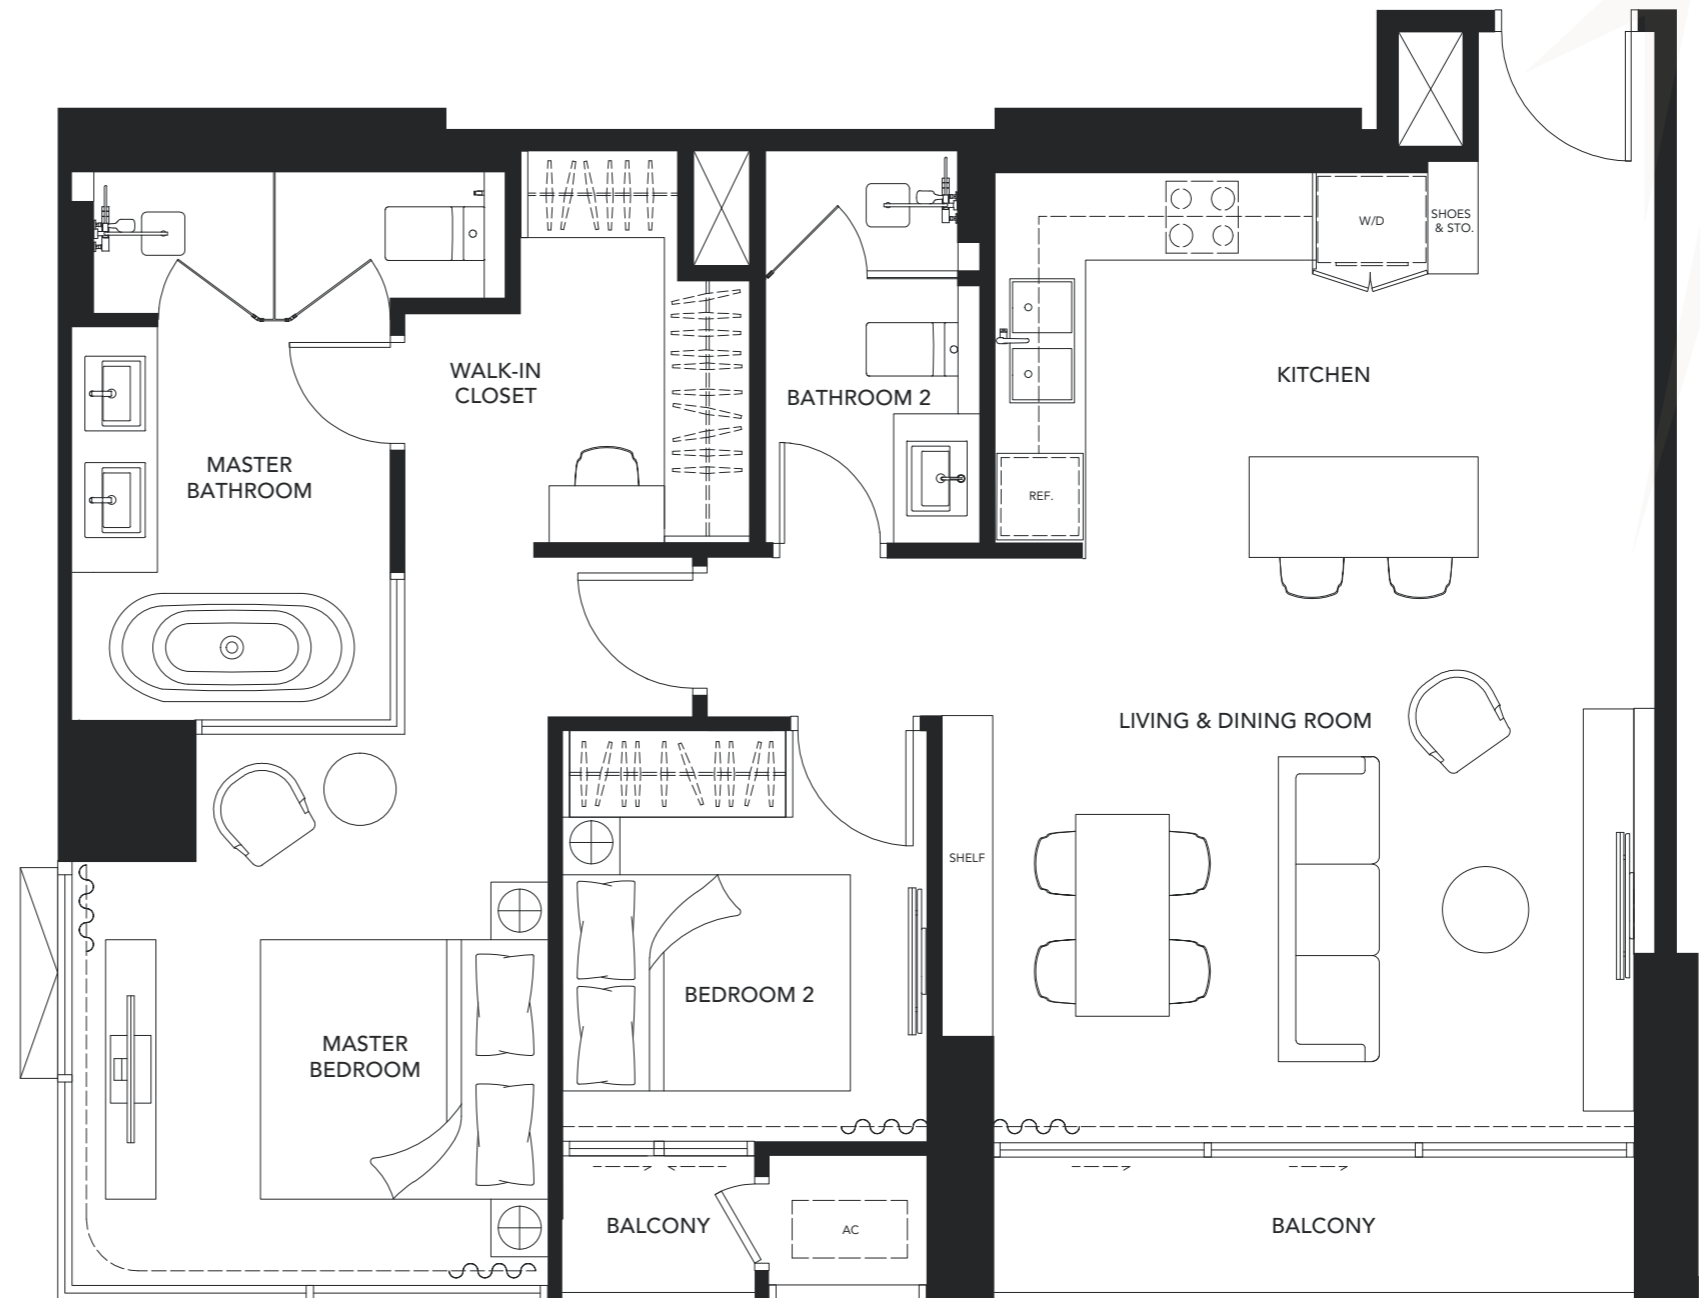 W/D
SHOES
& STO.
WALK-IN
CLOSET
KITCHEN
BATHROOM 2
MASTER
BATHROOM
REF.
LIVING & DINING ROOM
SHELF
BEDROOM 2
MASTER
BEDROOM
BALCONY
AC
BALCONY